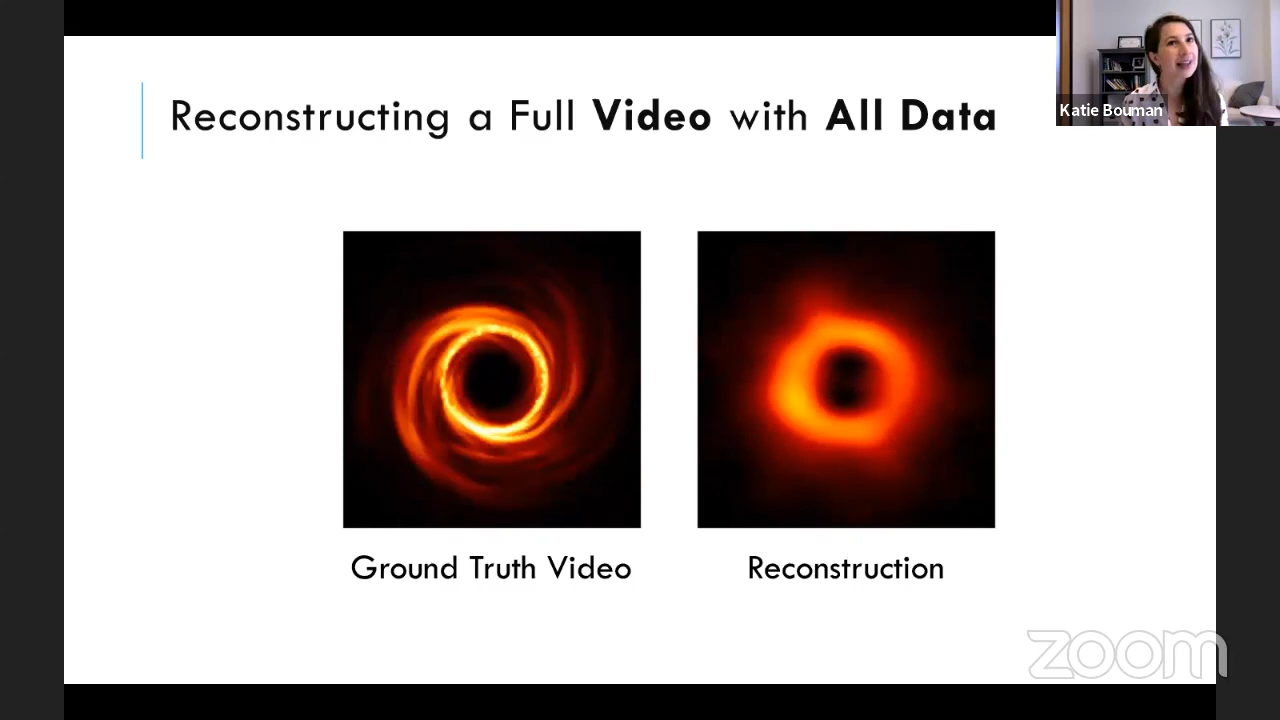 Reconstructing a Full Video with All Data
Katie Bouman
Ground Truth Video
Reconstruction
zoom